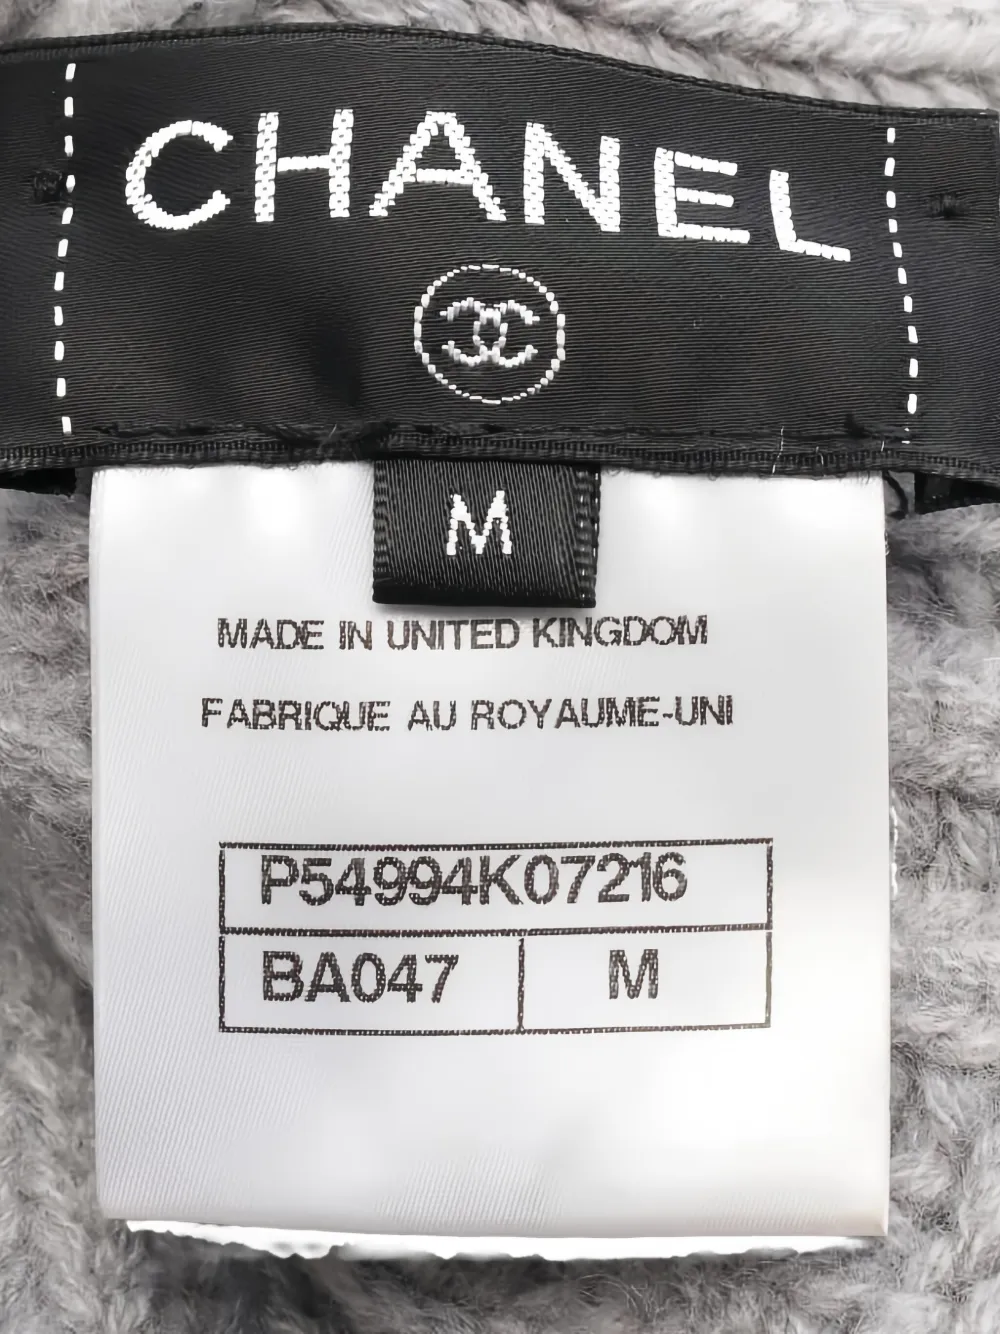 CHANEL
M
MADE IN UNITED KINGDOM
FABRIQUE AU ROYAUME-UNI
P54994K07216
BA047 M